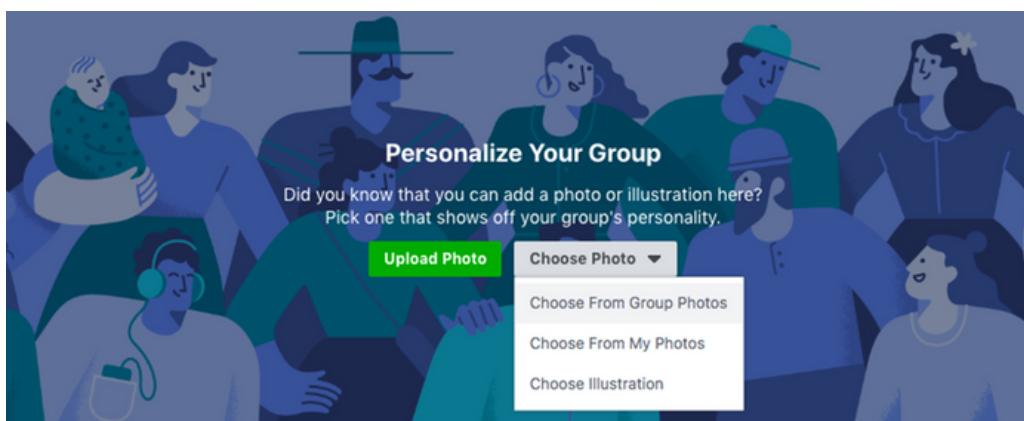 Personalize Your Group
Did you know that you can add a photo or illustration here?
Pick one that shows off your group's personality.
Upload Photo
Choose Photo
Choose From Group Photos
Choose From My Photos
Choose Illustration